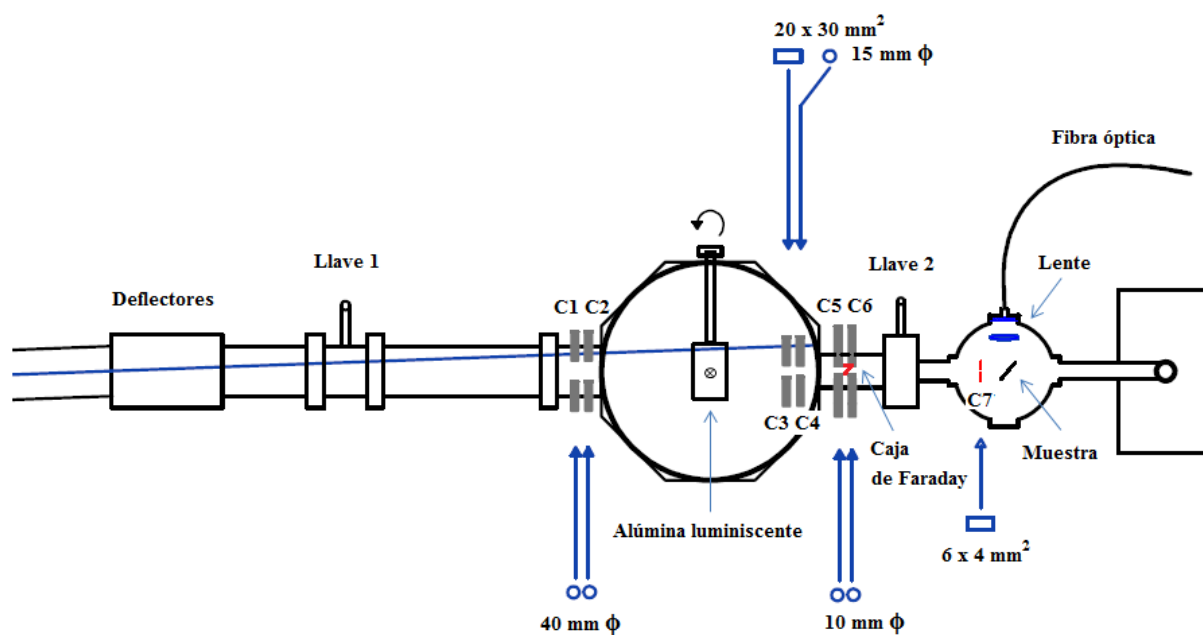 20 x 30 mm²
15 mm ϕ
Fibra óptica
Llave 1
Llave 2
Lente
Deflectores
C1 C2
C5 C6
C3 C4
C7
Caja
de Faraday
Muestra
Alúmina luminiscente
6 x 4 mm²
40 mm ϕ
10 mm ϕ